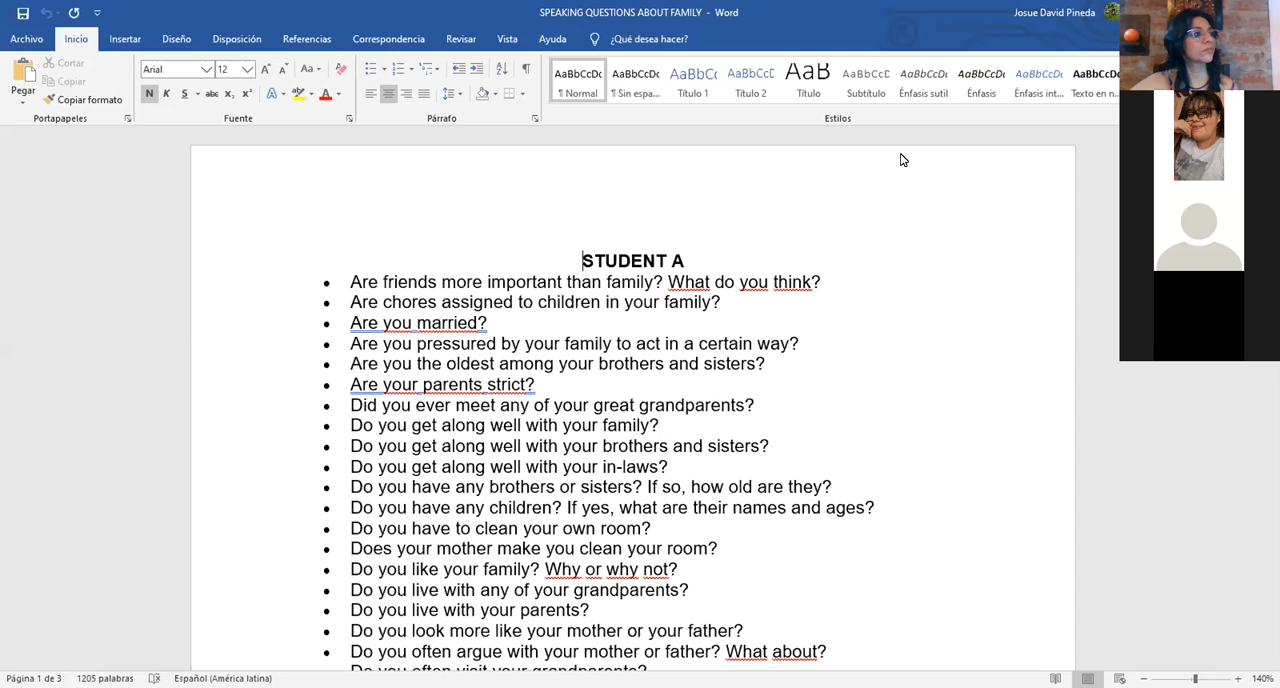 SPEAKING QUESTIONS ABOUT FAMILY - Word
Josue David Pineda
Archivo Inicio Insertar Diseño Disposición Referencias Correspondencia Revisar Vista Ayuda ¿Qué desea hacer?
Pegar
Cortar
Copiar
Copiar formato
Portapapeles
Arial 12
N K S abc x₂ x²
Fuente
Párrafo
AaBbCcDc AaBbCcDc AaBbCc AaBbCcD AaB AaBbCcD AaBbCcDc AaBbCcDc AaBbCcDc AaBbCcDc
¶ Normal ¶ Sin espa... Título 1 Título 2 Título Subtítulo Énfasis sutil Énfasis Énfasis int... Texto en n...
Estilos
STUDENT A
• Are friends more important than family? What do you think?
• Are chores assigned to children in your family?
• Are you married?
• Are you pressured by your family to act in a certain way?
• Are you the oldest among your brothers and sisters?
• Are your parents strict?
• Did you ever meet any of your great grandparents?
• Do you get along well with your family?
• Do you get along well with your brothers and sisters?
• Do you get along well with your in-laws?
• Do you have any brothers or sisters? If so, how old are they?
• Do you have any children? If yes, what are their names and ages?
• Do you have to clean your own room?
• Does your mother make you clean your room?
• Do you like your family? Why or why not?
• Do you live with any of your grandparents?
• Do you live with your parents?
• Do you look more like your mother or your father?
• Do you often argue with your mother or father? What about?
• Do you often visit your grandparents?
Página 1 de 3 1205 palabras Español (América latina) 140%